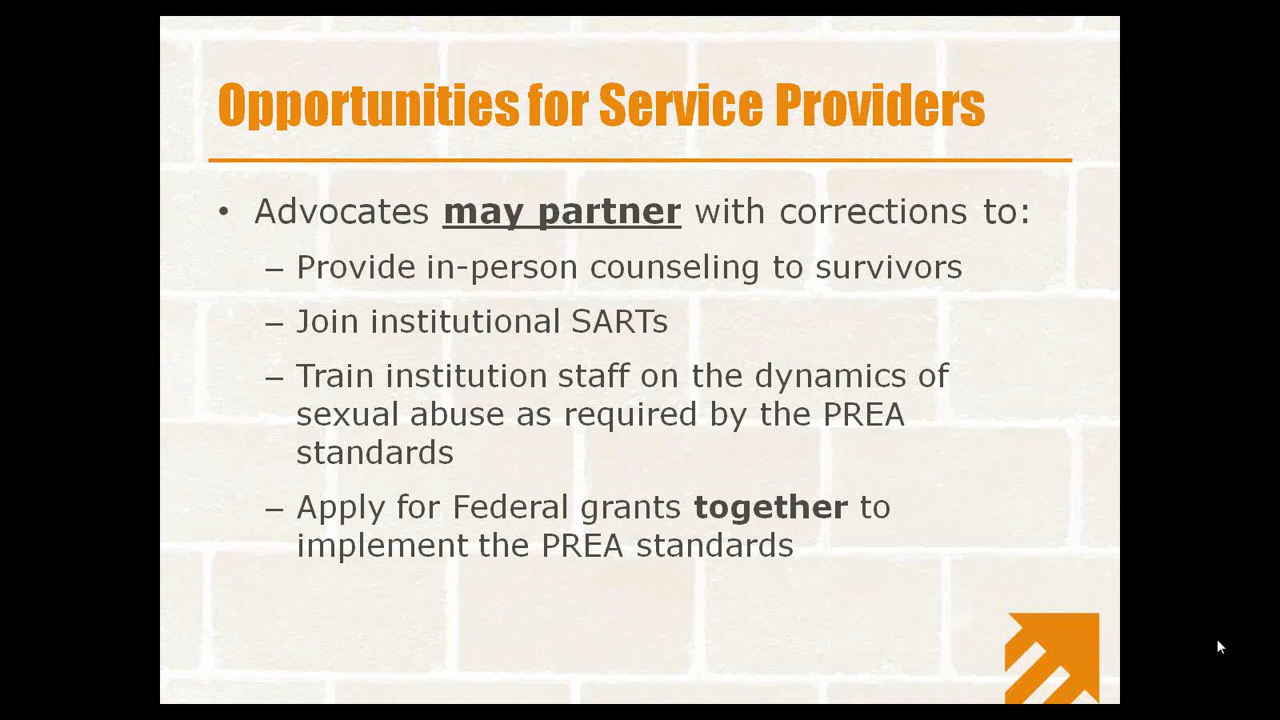 Opportunities for Service Providers
• Advocates may partner with corrections to:
– Provide in-person counseling to survivors
– Join institutional SARTs
– Train institution staff on the dynamics of
sexual abuse as required by the PREA
standards
– Apply for Federal grants together to
implement the PREA standards